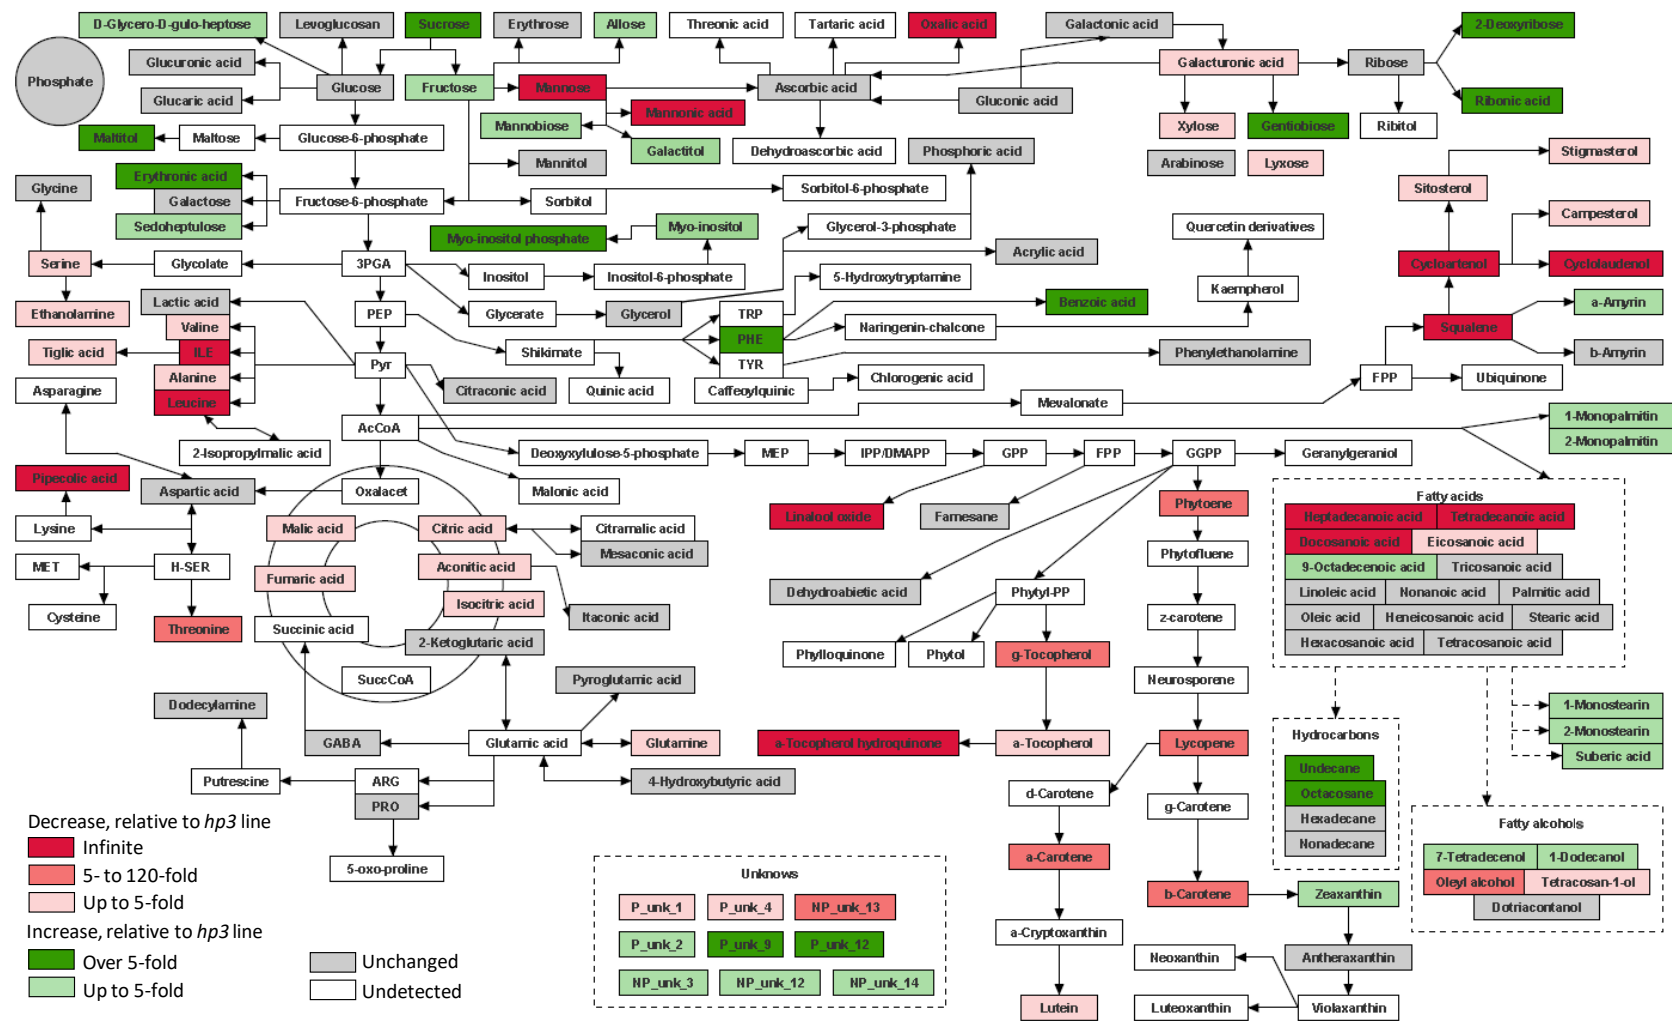 D-Glycero-D-gulo-heptose
Levoglucosan
Sucrose
Erythrose
Allose
Threonic acid
Tartaric acid
Oxalic acid
Galactonic acid
2-Deoxyribose
Phosphate
Glucuronic acid
Glucose
Fructose
Mannose
Ascorbic acid
Galacturonic acid
Ribose
Glucaric acid
Mannonic acid
Gluconic acid
Ribonic acid
Maltitol
Maltose
Glucose-6-phosphate
Mannobiose
Galactitol
Dehydroascorbic acid
Xylose
Gentiobiose
Ribitol
Mannitol
Phosphoric acid
Arabinose
Lyxose
Stigmasterol
Glycine
Erythronic acid
Galactose
Sedoheptulose
Fructose-6-phosphate
Sorbitol
Sorbitol-6-phosphate
Sitosterol
Myo-inositol phosphate
Myo-inositol
Glycerol-3-phosphate
Quercetin derivatives
Campesterol
Acrylic acid
Serine
Glycolate
3PGA
Inositol
Inositol-6-phosphate
5-Hydroxytryptamine
Cycloartenol
Cyclolaudenol
Kaempherol
Ethanolamine
Lactic acid
PEP
Glycerate
Glycerol
TRP
Benzoic acid
a-Amyrin
Valine
Naringenin-chalcone
Squalene
Tiglic acid
ILE
Shikimate
PHE
Phenylethanolamine
b-Amyrin
Pyr
TYR
Alanine
Asparagine
Citraconic acid
Quinic acid
Caffeoylquinic
Chlorogenic acid
FPP
Ubiquinone
Leucine
Mevalonate
AcCoA
1-Monopalmitin
2-Monopalmitin
2-Isopropylmalic acid
Deoxyxylulose-5-phosphate
MEP
IPP/DMAPP
GPP
FPP
GGPP
Geranylgeraniol
Pipecolic acid
Aspartic acid
Oxalacet
Malonic acid
Phytoene
Fatty acids
Heptadecanoic acid
Tetradecanoic acid
Docosanoic acid
Eicosanoic acid
9-Octadecenoic acid
Tricosanoic acid
Linoleic acid
Nonanoic acid
Palmitic acid
Oleic acid
Heneicosanoic acid
Stearic acid
Hexacosanoic acid
Tetracosanoic acid
Lysine
Malic acid
Citric acid
Citramalic acid
Mesaconic acid
Linalool oxide
Farnesane
Phytofluene
MET
H-SER
Fumaric acid
Aconitic acid
Dehydroabietic acid
Phytyl-PP
Cysteine
Isocitric acid
Itaconic acid
z-carotene
Threonine
Succinic acid
2-Ketoglutaric acid
Phylloquinone
Phytol
g-Tocopherol
SuccCoA
Pyroglutamic acid
Neurosporene
Dodecylamine
1-Monostearin
2-Monostearin
Suberic acid
GABA
Glutamic acid
Glutamine
a-Tocopherol hydroquinone
a-Tocopherol
Lycopene
Hydrocarbons
Undecane
Octacosane
Hexadecane
Nonadecane
Putrescine
ARG
PRO
4-Hydroxybutyric acid
d-Carotene
g-Carotene
Fatty alcohols
7-Tetradecenol
1-Dodecanol
Oleyl alcohol
Tetracosan-1-ol
Dotriacontanol
5-oxo-proline
a-Carotene
b-Carotene
Zeaxanthin
a-Cryptoxanthin
Neoxanthin
Antheraxanthin
Lutein
Luteoxanthin
Violaxanthin
Unknows
P_unk_1
P_unk_4
NP_unk_13
P_unk_2
P_unk_9
P_unk_12
NP_unk_3
NP_unk_12
NP_unk_14
Decrease, relative to hp3 line
Infinite
5- to 120-fold
Up to 5-fold
Increase, relative to hp3 line
Over 5-fold
Up to 5-fold
Unchanged
Undetected